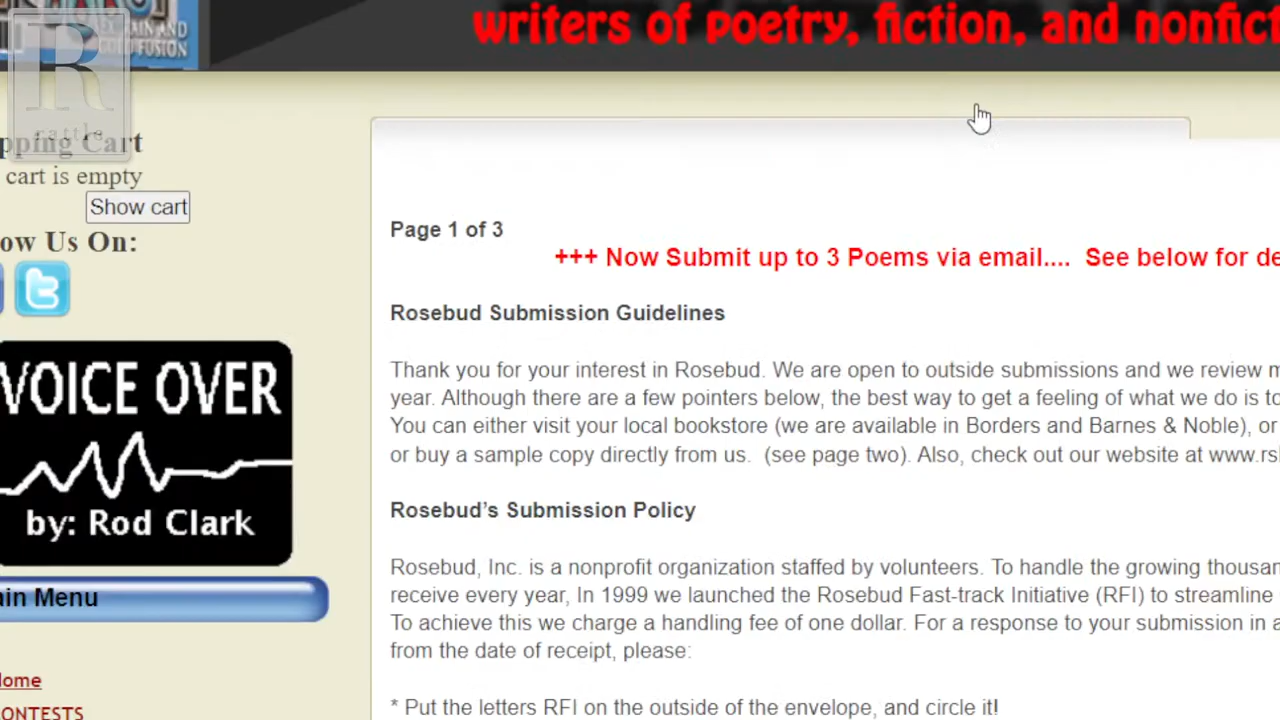 writers of poetry, fiction, and nonfict
R
rattle
pping Cart
cart is empty
Show cart
ow Us On:
VOICE OVER
by: Rod Clark
ain Menu
ome
ONTESTS
Page 1 of 3
+++ Now Submit up to 3 Poems via email.... See below for de
Rosebud Submission Guidelines
Thank you for your interest in Rosebud. We are open to outside submissions and we review m
year. Although there are a few pointers below, the best way to get a feeling of what we do is to
You can either visit your local bookstore (we are available in Borders and Barnes & Noble), or
or buy a sample copy directly from us. (see page two). Also, check out our website at www.rs
Rosebud’s Submission Policy
Rosebud, Inc. is a nonprofit organization staffed by volunteers. To handle the growing thousan
receive every year, In 1999 we launched the Rosebud Fast-track Initiative (RFI) to streamline
To achieve this we charge a handling fee of one dollar. For a response to your submission in a
from the date of receipt, please:
* Put the letters RFI on the outside of the envelope, and circle it!